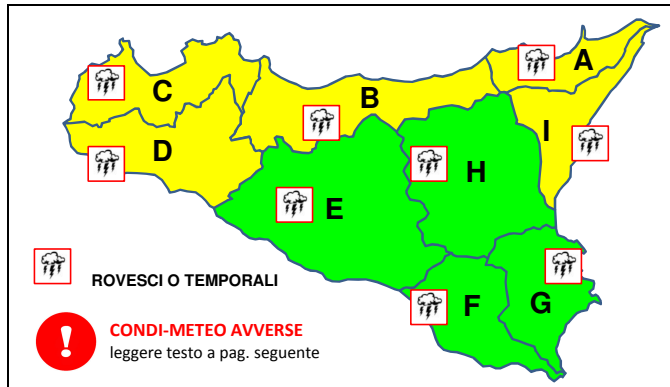 A
C
B
I
D
H
E
ROVESCI O TEMPORALI
F
G
CONDI-METEO AVVERSE
leggere testo a pag. seguente